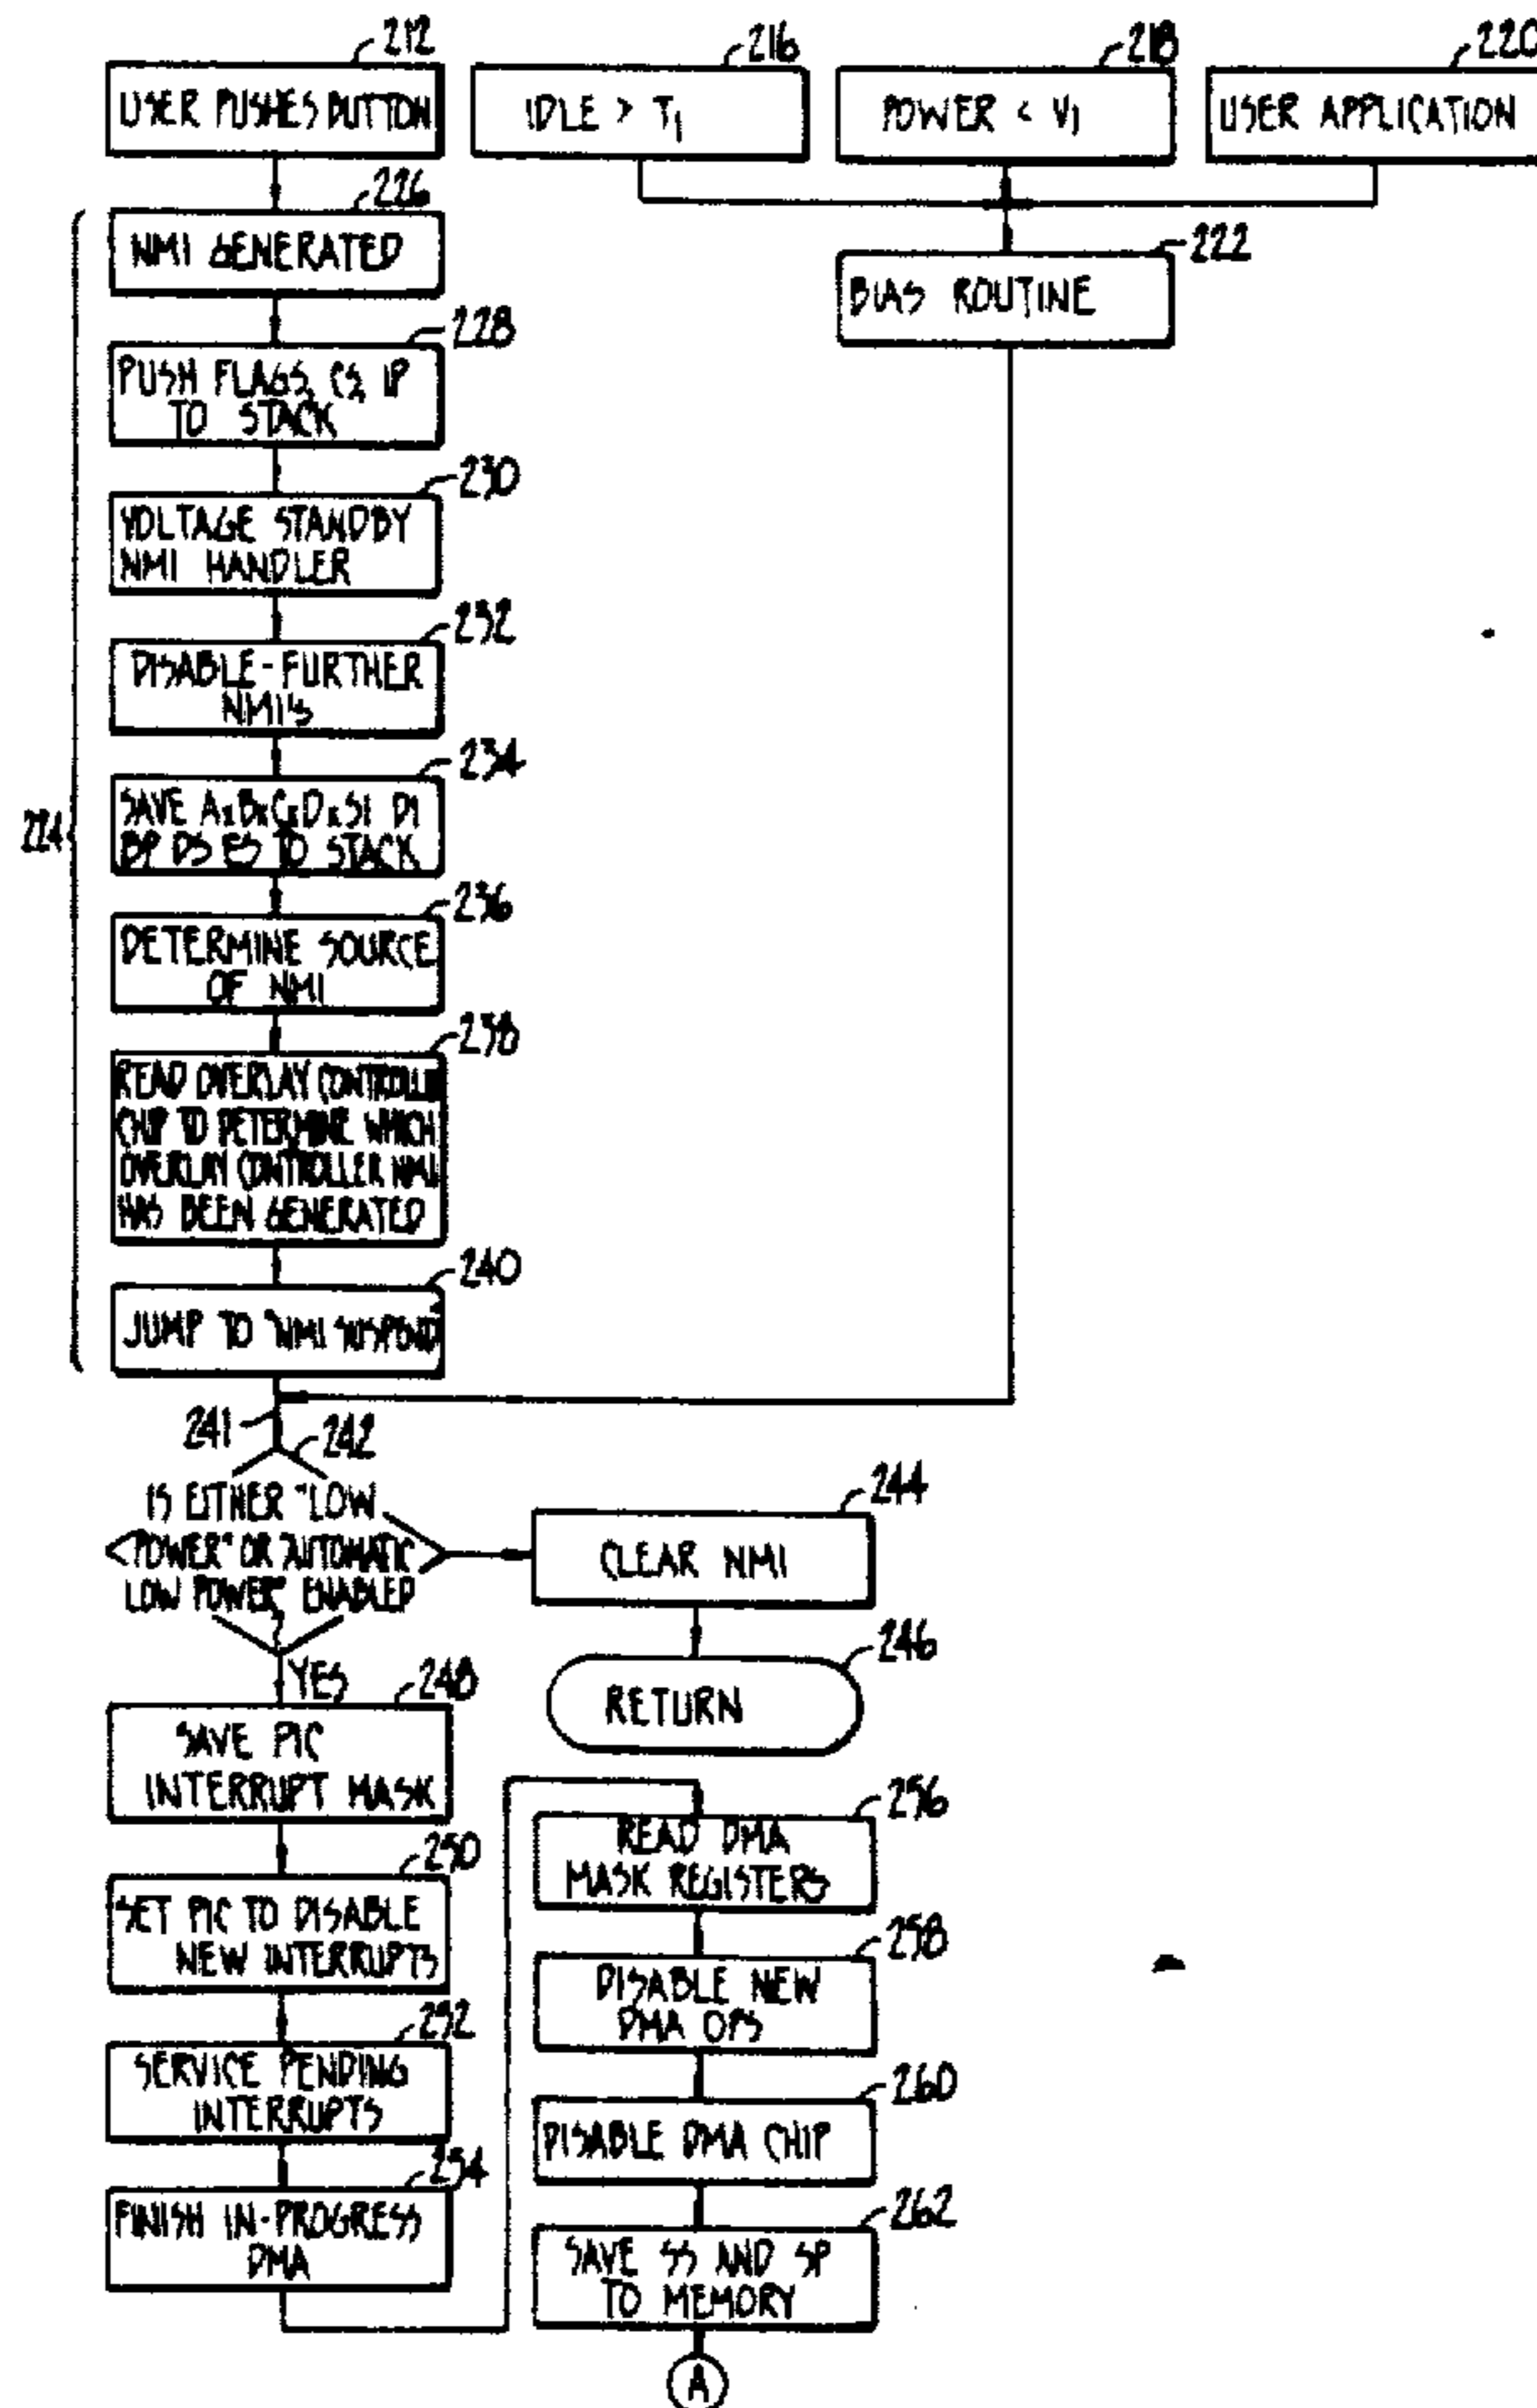 212
USER PUSHES BUTTON
216
IDLE > T1
218
POWER < V1
220
USER APPLICATION
222
BIAS ROUTINE
224
226
NMI GENERATED
228
PUSH FLAGS, CS, IP
TO STACK
230
VOLTAGE STANDBY
NMI HANDLER
232
DISABLE-FURTHER
NMI'S
234
SAVE AX BX CX DX SI DI
BP DS ES TO STACK
236
DETERMINE SOURCE
OF NMI
238
READ OVERLAY CONTROLLER
CHIP TO DETERMINE WHICH
OVERLAY CONTROLLER NMI
HAS BEEN GENERATED
240
JUMP TO "NMI SUSPEND
241
242
IS EITHER "LOW
POWER" OR "AUTOMATIC
LOW POWER" ENABLED
244
CLEAR NMI
246
RETURN
YES
248
SAVE PIC
INTERRUPT MASK
250
SET PIC TO DISABLE
NEW INTERRUPTS
252
SERVICE PENDING
INTERRUPTS
254
FINISH IN-PROGRESS
DMA
256
READ DMA
MASK REGISTERS
258
DISABLE NEW
DMA OPS
260
DISABLE DMA CHIP
262
SAVE SS AND SP
TO MEMORY
A